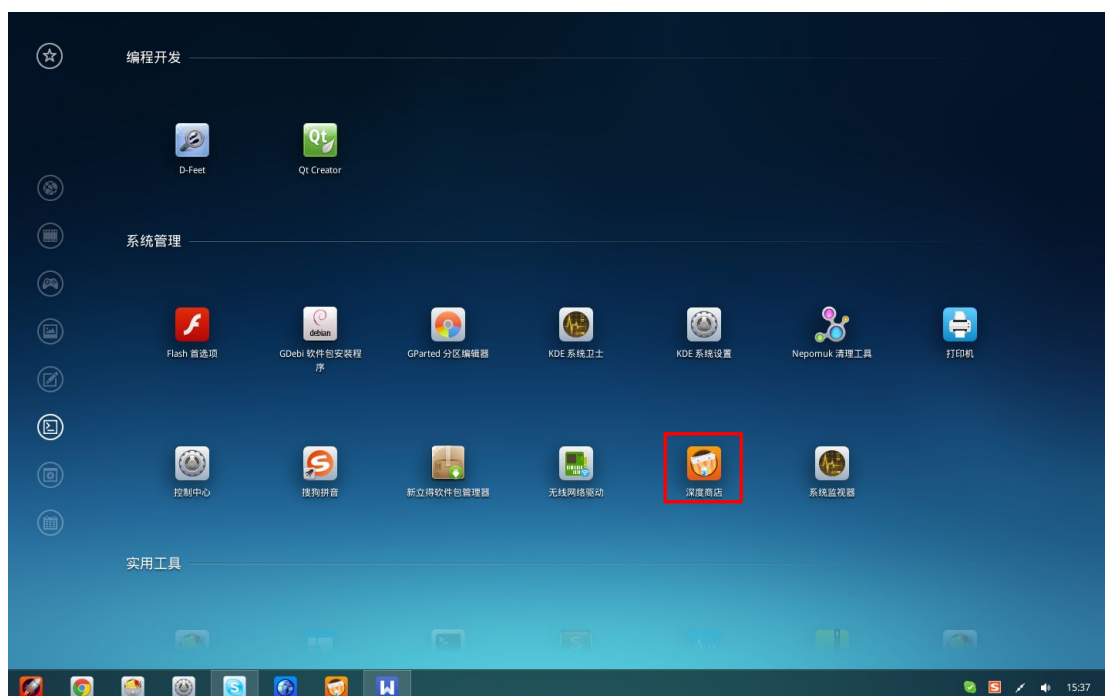 编程开发
Qt
D-Feet
Qt Creator
系统管理
debian
Flash 首选项
GDebi 软件包安装程
序
GParted 分区编辑器
KDE 系统卫士
KDE 系统设置
Nepomuk 清理工具
打印机
控制中心
搜狗拼音
新立得软件包管理器
无线网络驱动
深度商店
系统监视器
实用工具
15:37